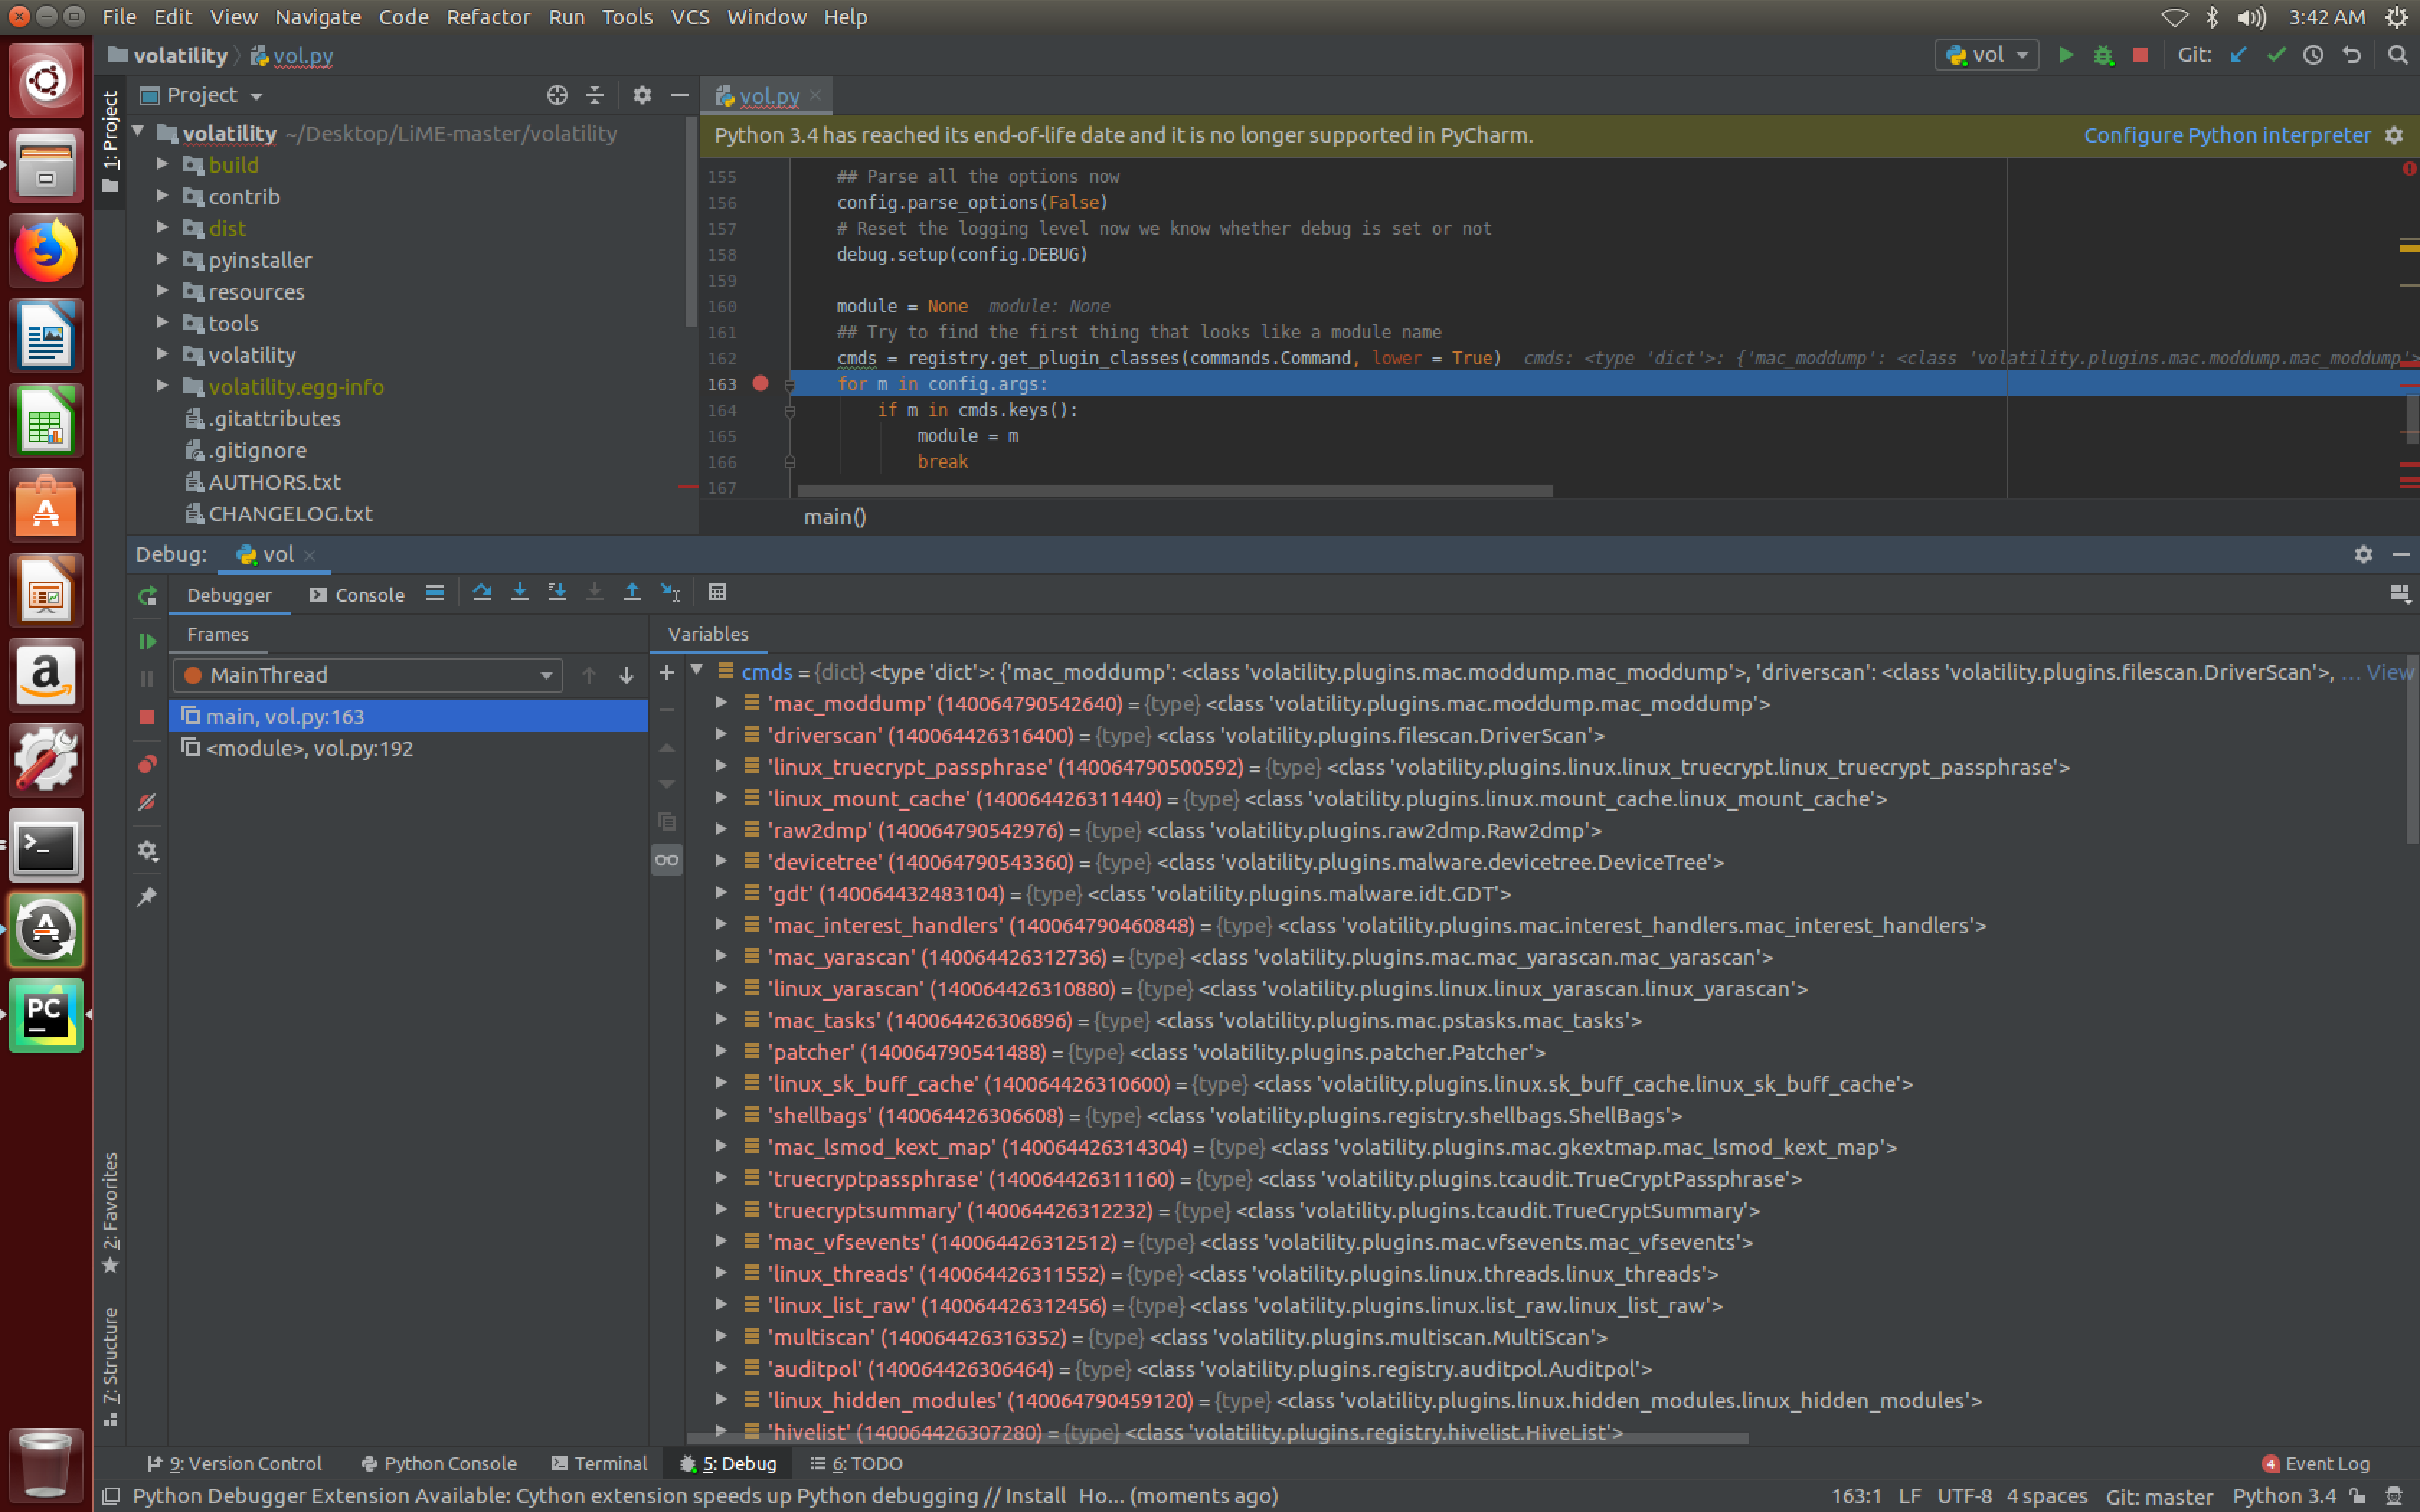 File Edit View Navigate Code Refactor Run Tools VCS Window Help 3:42 AM
volatility vol.py vol Git:
1: Project
Project
vol.py
volatility ~/Desktop/LiME-master/volatility
build
contrib
dist
pyinstaller
resources
tools
volatility
volatility.egg-info
.gitattributes
.gitignore
AUTHORS.txt
CHANGELOG.txt
Python 3.4 has reached its end-of-life date and it is no longer supported in PyCharm. Configure Python interpreter
155 ## Parse all the options now
156 config.parse_options(False)
157 # Reset the logging level now we know whether debug is set or not
158 debug.setup(config.DEBUG)
159
160 module = None module: None
161 ## Try to find the first thing that looks like a module name
162 cmds = registry.get_plugin_classes(commands.Command, lower = True) cmds: <type 'dict'>: {'mac_moddump': <class 'volatility.plugins.mac.moddump.mac_moddump'>
163 for m in config.args:
164 if m in cmds.keys():
165 module = m
166 break
167
main()
Debug: vol
Debugger Console
Frames
MainThread
main, vol.py:163
<module>, vol.py:192
Variables
cmds = {dict} <type 'dict'>: {'mac_moddump': <class 'volatility.plugins.mac.moddump.mac_moddump'>, 'driverscan': <class 'volatility.plugins.filescan.DriverScan'>, ... View
'mac_moddump' (140064790542640) = {type} <class 'volatility.plugins.mac.moddump.mac_moddump'>
'driverscan' (140064426316400) = {type} <class 'volatility.plugins.filescan.DriverScan'>
'linux_truecrypt_passphrase' (140064790500592) = {type} <class 'volatility.plugins.linux.linux_truecrypt.linux_truecrypt_passphrase'>
'linux_mount_cache' (140064426311440) = {type} <class 'volatility.plugins.linux.mount_cache.linux_mount_cache'>
'raw2dmp' (140064790542976) = {type} <class 'volatility.plugins.raw2dmp.Raw2dmp'>
'devicetree' (140064790543360) = {type} <class 'volatility.plugins.malware.devicetree.DeviceTree'>
'gdt' (140064432483104) = {type} <class 'volatility.plugins.malware.idt.GDT'>
'mac_interest_handlers' (140064790460848) = {type} <class 'volatility.plugins.mac.interest_handlers.mac_interest_handlers'>
'mac_yarascan' (140064426312736) = {type} <class 'volatility.plugins.mac.mac_yarascan.mac_yarascan'>
'linux_yarascan' (140064426310880) = {type} <class 'volatility.plugins.linux.linux_yarascan.linux_yarascan'>
'mac_tasks' (140064426306896) = {type} <class 'volatility.plugins.mac.pstasks.mac_tasks'>
'patcher' (140064790541488) = {type} <class 'volatility.plugins.patcher.Patcher'>
'linux_sk_buff_cache' (140064426310600) = {type} <class 'volatility.plugins.linux.sk_buff_cache.linux_sk_buff_cache'>
'shellbags' (140064426306608) = {type} <class 'volatility.plugins.registry.shellbags.ShellBags'>
'mac_lsmod_kext_map' (140064426314304) = {type} <class 'volatility.plugins.mac.gkextmap.mac_lsmod_kext_map'>
'truecryptpassphrase' (140064426311160) = {type} <class 'volatility.plugins.tcaudit.TrueCryptPassphrase'>
'truecryptsummary' (140064426312232) = {type} <class 'volatility.plugins.tcaudit.TrueCryptSummary'>
'mac_vfsevents' (140064426312512) = {type} <class 'volatility.plugins.mac.vfsevents.mac_vfsevents'>
'linux_threads' (140064426311552) = {type} <class 'volatility.plugins.linux.threads.linux_threads'>
'linux_list_raw' (140064426312456) = {type} <class 'volatility.plugins.linux.list_raw.linux_list_raw'>
'multiscan' (140064426316352) = {type} <class 'volatility.plugins.multiscan.MultiScan'>
'auditpol' (140064426306464) = {type} <class 'volatility.plugins.registry.auditpol.Auditpol'>
'linux_hidden_modules' (140064790459120) = {type} <class 'volatility.plugins.linux.hidden_modules.linux_hidden_modules'>
'hivelist' (140064426307280) = {type} <class 'volatility.plugins.registry.hivelist.HiveList'>
2: Favorites
7: Structure
9: Version Control Python Console Terminal 5: Debug 6: TODO 4 Event Log
Python Debugger Extension Available: Cython extension speeds up Python debugging // Install Ho... (moments ago) 163:1 LF UTF-8 4 spaces Git: master Python 3.4